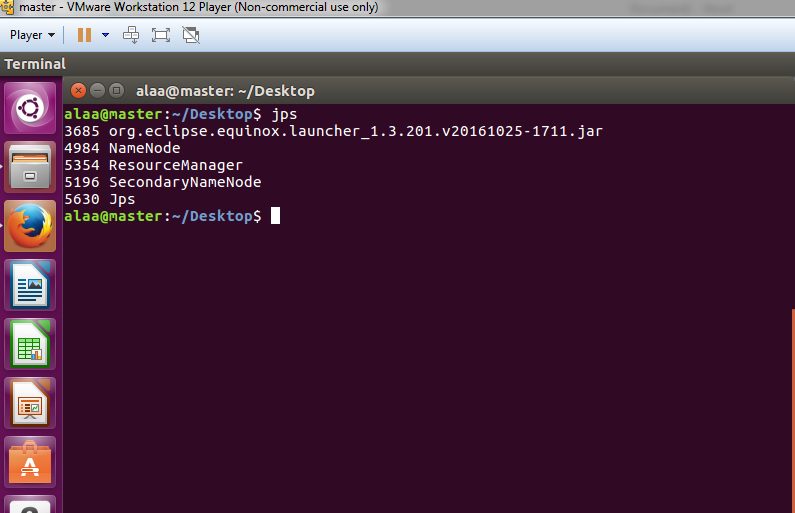 master - VMware Workstation 12 Player (Non-commercial use only)
Player
Terminal
alaa@master: ~/Desktop
alaa@master:~/Desktop$ jps
3685 org.eclipse.equinox.launcher_1.3.201.v20161025-1711.jar
4984 NameNode
5354 ResourceManager
5196 SecondaryNameNode
5630 Jps
alaa@master:~/Desktop$